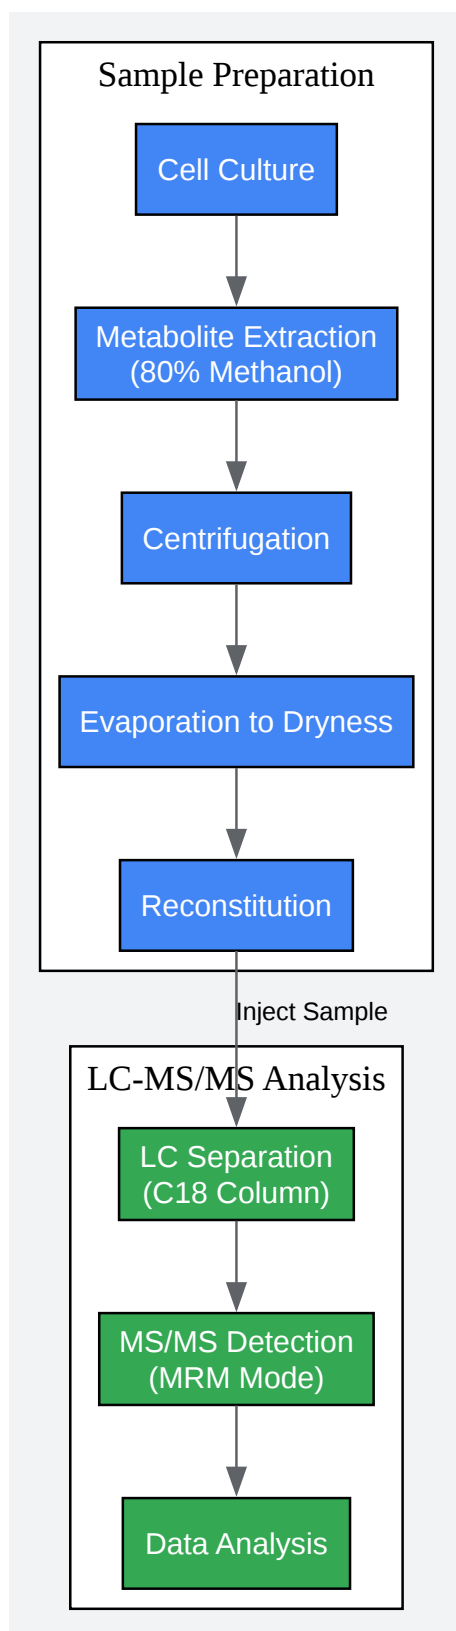 Sample Preparation
Cell Culture
Metabolite Extraction
(80% Methanol)
Centrifugation
Evaporation to Dryness
Reconstitution
Inject Sample
LC-MS/MS Analysis
LC Separation
(C18 Column)
MS/MS Detection
(MRM Mode)
Data Analysis